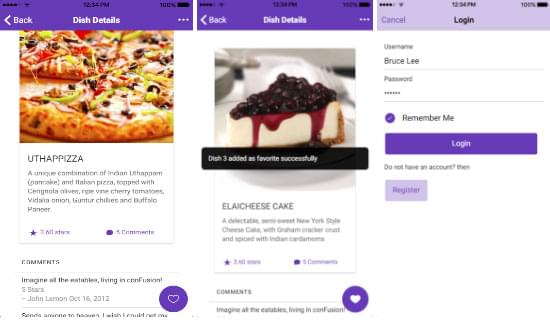 12:34 PM
100%
Back
Dish Details
UTHAPPIZZA
A unique combination of Indian Uthappam
(pancake) and Italian pizza, topped with
Cerignola olives, ripe vine cherry tomatoes,
Vidalia onion, Guntur chillies and Buffalo
Paneer.
3.60 stars
5 Comments
COMMENTS
Imagine all the eatables, living in conFusion!
5 Stars
– John Lemon Oct 16, 2012
Sends anyone to heaven, I wish I could get my
12:34 PM
100%
Back
Dish Details
Dish 3 added as favorite successfully
ELAICHEESE CAKE
A delectable, semi-sweet New York Style
Cheese Cake, with Graham cracker crust
and spiced with Indian cardamoms
3.60 stars
5 Comments
COMMENTS
Imagine all the eatables, living in conFusion!
12:34 PM
100%
Cancel
Login
Username
Bruce Lee
Password
••••••
Remember Me
Login
Do not have an account? then
Register